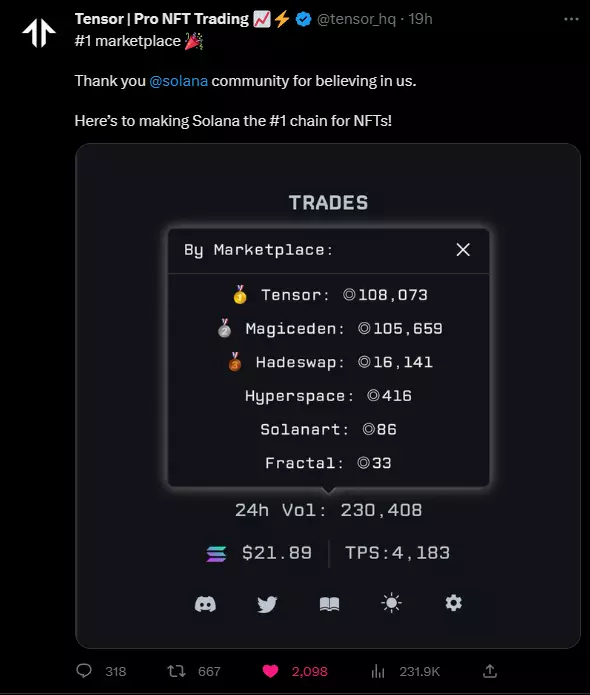 Tensor | Pro NFT Trading 📈⚡ @tensor_hq · 19h
#1 marketplace 🎉
Thank you @solana community for believing in us.
Here’s to making Solana the #1 chain for NFTs!
TRADES
By Marketplace:
🥇 Tensor: ◎108,073
🥈 Magiceden: ◎105,659
🥉 Hadeswap: ◎16,141
Hyperspace: ◎416
Solanart: ◎86
Fractal: ◎33
24h Vol: 230,408
$21.89 | TPS:4,183
318 667 2,098 231.9K